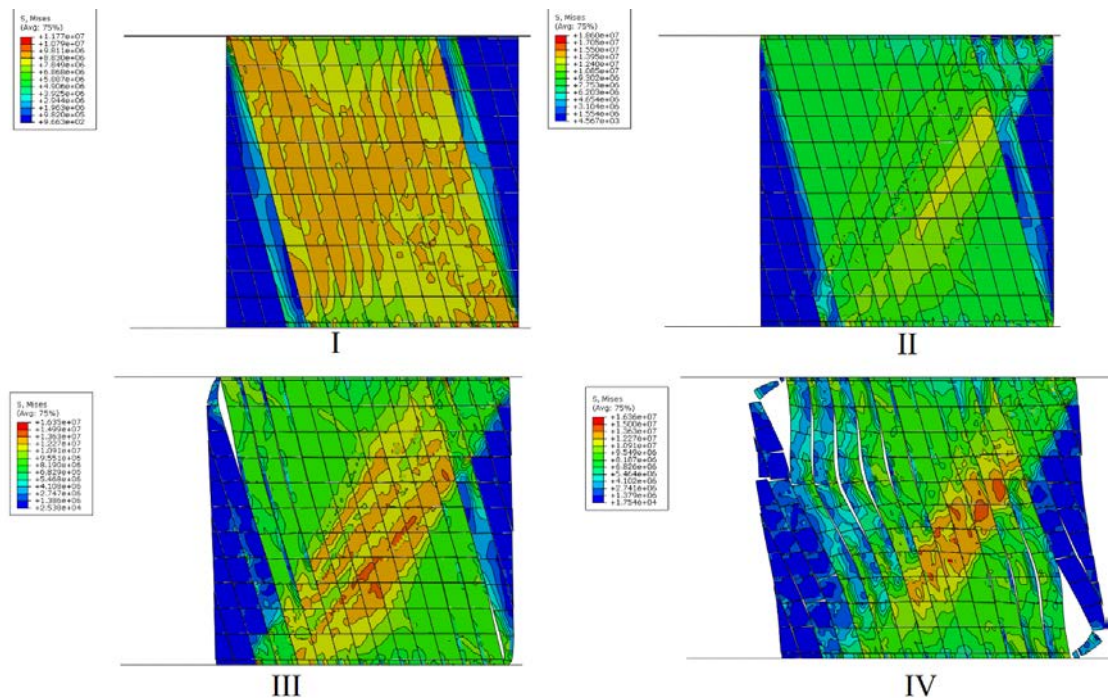 S, Mises
(Avg: 75%)
+1.177e+07
+1.079e+07
+9.811e+06
+8.830e+06
+7.849e+06
+6.868e+06
+5.887e+06
+4.906e+06
+3.925e+06
+2.944e+06
+1.963e+06
+9.820e+05
+9.663e+02
I
S, Mises
(Avg: 75%)
+1.860e+07
+1.705e+07
+1.550e+07
+1.395e+07
+1.240e+07
+1.085e+07
+9.302e+06
+7.753e+06
+6.203e+06
+4.654e+06
+3.104e+06
+1.554e+06
+4.567e+03
II
S, Mises
(Avg: 75%)
+1.635e+07
+1.499e+07
+1.363e+07
+1.227e+07
+1.091e+07
+9.551e+06
+8.190e+06
+6.829e+06
+5.468e+06
+4.108e+06
+2.747e+06
+1.386e+06
+2.538e+04
III
S, Mises
(Avg: 75%)
+1.636e+07
+1.500e+07
+1.363e+07
+1.227e+07
+1.091e+07
+9.549e+06
+8.187e+06
+6.826e+06
+5.464e+06
+4.102e+06
+2.741e+06
+1.379e+06
+1.754e+04
IV